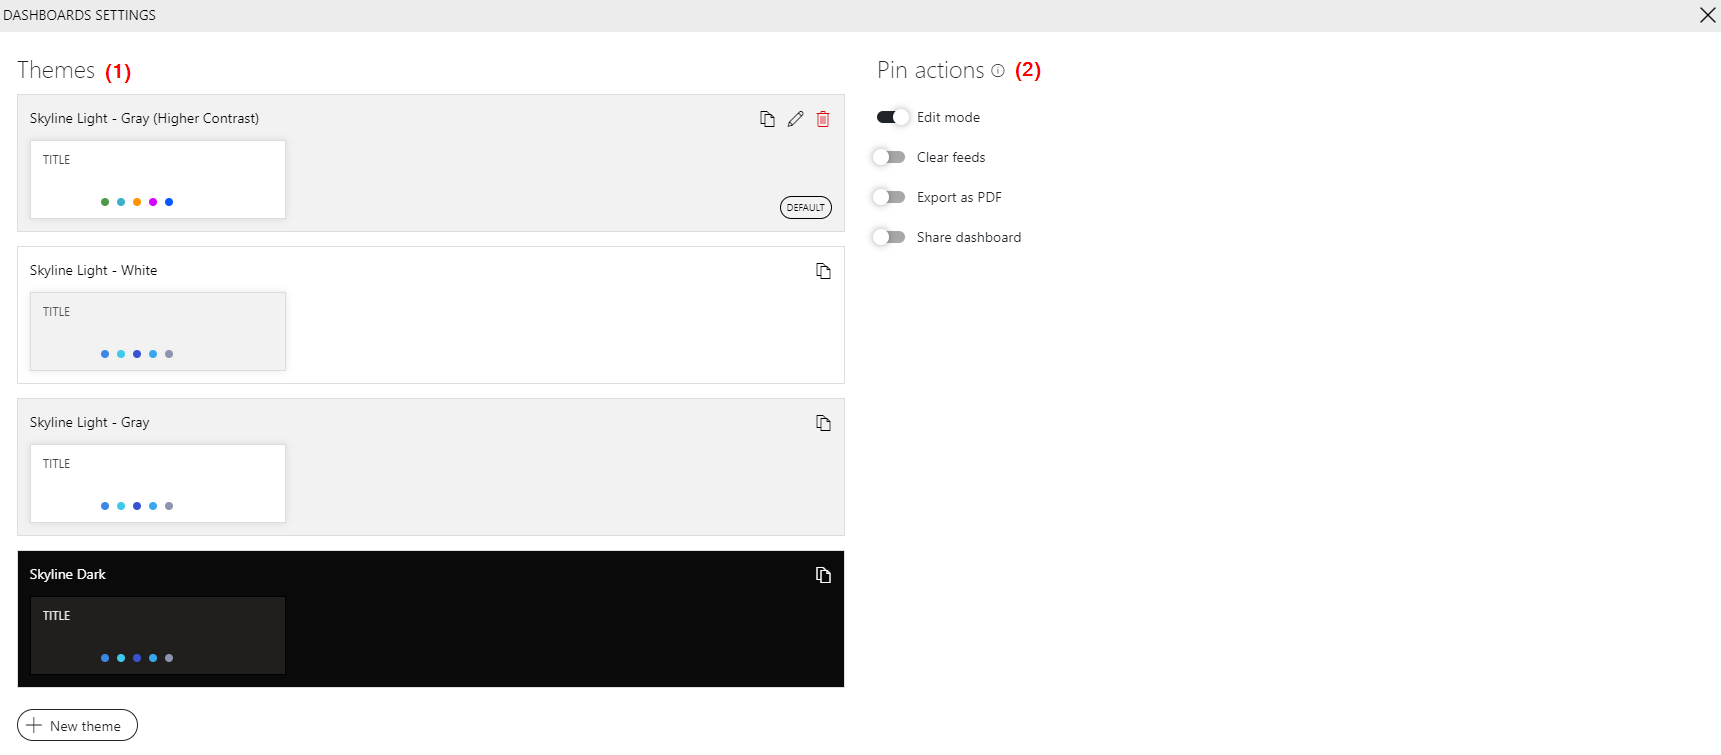 DASHBOARDS SETTINGS
Themes (1)
Skyline Light - Gray (Higher Contrast)
TITLE
DEFAULT
Skyline Light - White
TITLE
Skyline Light - Gray
TITLE
Skyline Dark
TITLE
New theme
Pin actions (2)
Edit mode
Clear feeds
Export as PDF
Share dashboard